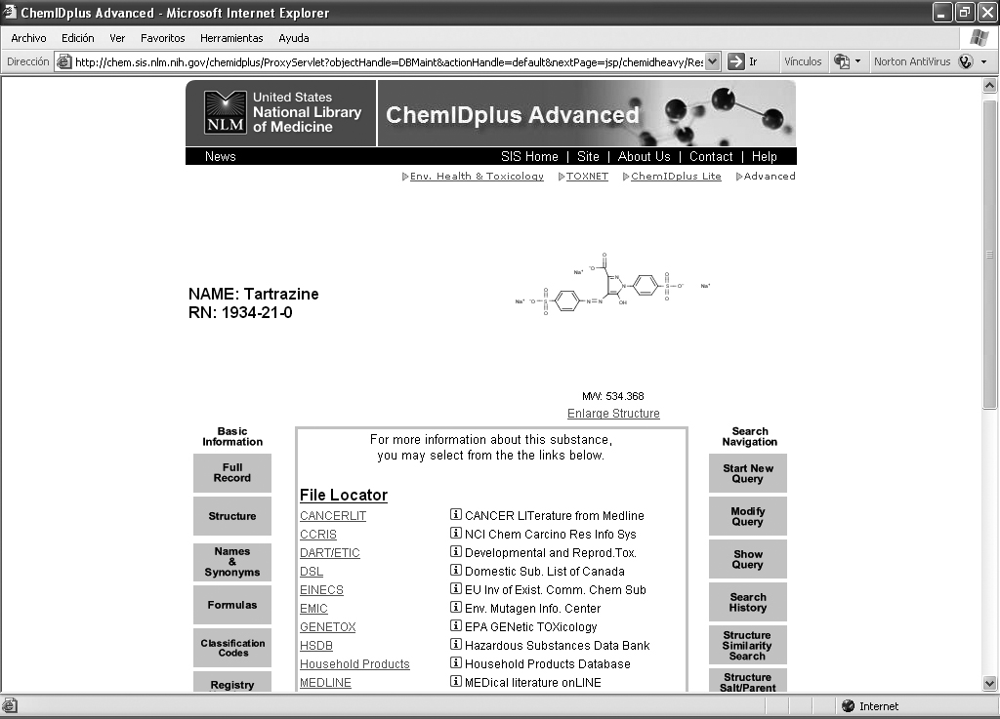 ChemIDplus Advanced - Microsoft Internet Explorer
Archivo Edición Ver Favoritos Herramientas Ayuda
Dirección http://chem.sis.nlm.nih.gov/chemidplus/ProxyServlet?objectHandle=DBMaint&actionHandle=default&nextPage=jsp/chemidheavy/Res Ir Vínculos Norton AntiVirus
NLM
United States
National Library
of Medicine
ChemIDplus Advanced
News SIS Home | Site | About Us | Contact | Help
Env. Health & Toxicology TOXNET ChemIDplus Lite Advanced
NAME: Tartrazine
RN: 1934-21-0
O
Na⁺ ⁻O
N
N
O
S O⁻ Na⁺
O
Na⁺ ⁻O S
O
O
N=N OH
MW: 534.368
Enlarge Structure
Basic
Information
Full
Record
Structure
Names
&
Synonyms
Formulas
Classification
Codes
Registry
For more information about this substance,
you may select from the the links below.
File Locator
CANCERLIT i CANCER LITerature from Medline
CCRIS i NCI Chem Carcino Res Info Sys
DART/ETIC i Developmental and Reprod.Tox.
DSL i Domestic Sub. List of Canada
EINECS i EU Inv of Exist. Comm. Chem Sub
EMIC i Env. Mutagen Info. Center
GENETOX i EPA GENetic TOXicology
HSDB i Hazardous Substances Data Bank
Household Products i Household Products Database
MEDLINE i MEDical literature onLINE
Search
Navigation
Start New
Query
Modify
Query
Show
Query
Search
History
Structure
Similarity
Search
Structure
Salt/Parent
Internet